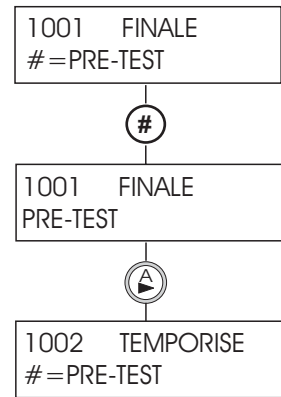 1001 FINALE
#=PRE-TEST
#
1001 FINALE
PRE-TEST
A
1002 TEMPORISE
#=PRE-TEST